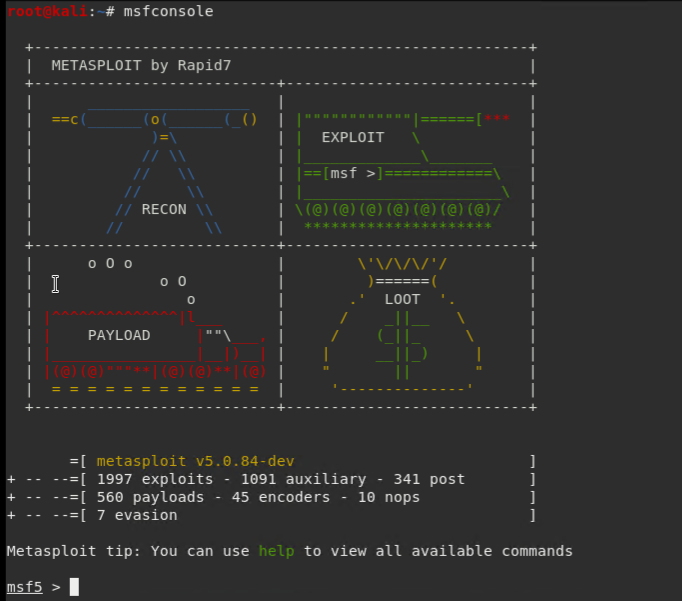 root@kali:~# msfconsole
METASPLOIT by Rapid7
==c(______(o(______(_()
)=\
// \\
// \\
// \\
// RECON \\
// \\
|""""""""""""|======[***
| EXPLOIT \
|_____________\_______
|==[msf >]============\
|______________________\
\(@)(@)(@)(@)(@)(@)(@)/
*********************
o O o
o O
o
|^^^^^^^^^^^^^^|l___
| PAYLOAD |""\___,
|________________|__|)__|
|(@)(@)"""**|(@)(@)**|(@)
= = = = = = = = = = = =
\'\/\/\/'/
)======(
.' LOOT '.
/ _||__ \
/ (_||_ \
| __||_) |
" || "
'--------------'
=[ metasploit v5.0.84-dev ]
+ -- --=[ 1997 exploits - 1091 auxiliary - 341 post ]
+ -- --=[ 560 payloads - 45 encoders - 10 nops ]
+ -- --=[ 7 evasion ]
Metasploit tip: You can use help to view all available commands
msf5 >